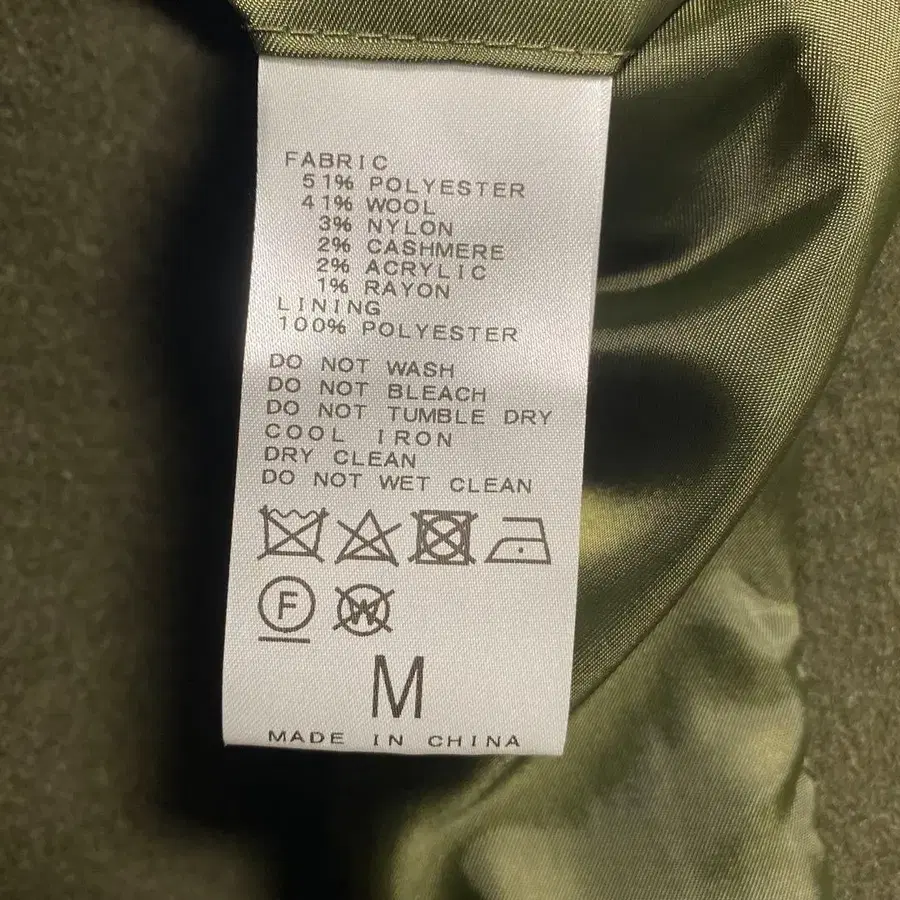 FABRIC
51% POLYESTER
41% WOOL
3% NYLON
2% CASHMERE
2% ACRYLIC
1% RAYON
LINING
100% POLYESTER
DO NOT WASH
DO NOT BLEACH
DO NOT TUMBLE DRY
COOL IRON
DRY CLEAN
DO NOT WET CLEAN
F W
M
MADE IN CHINA